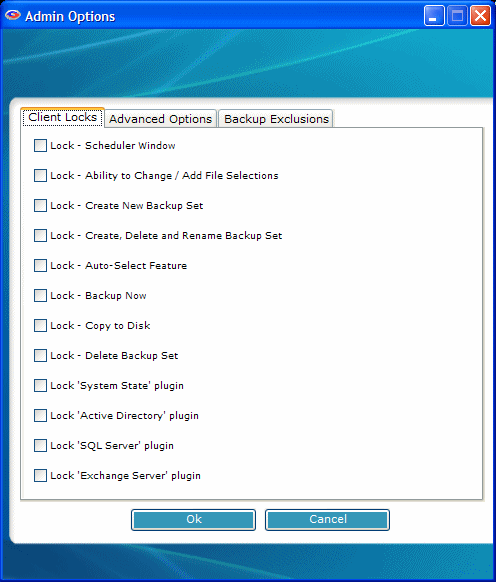 Admin Options
Client Locks Advanced Options Backup Exclusions
Lock - Scheduler Window
Lock - Ability to Change / Add File Selections
Lock - Create New Backup Set
Lock - Create, Delete and Rename Backup Set
Lock - Auto-Select Feature
Lock - Backup Now
Lock - Copy to Disk
Lock - Delete Backup Set
Lock 'System State' plugin
Lock 'Active Directory' plugin
Lock 'SQL Server' plugin
Lock 'Exchange Server' plugin
Ok Cancel